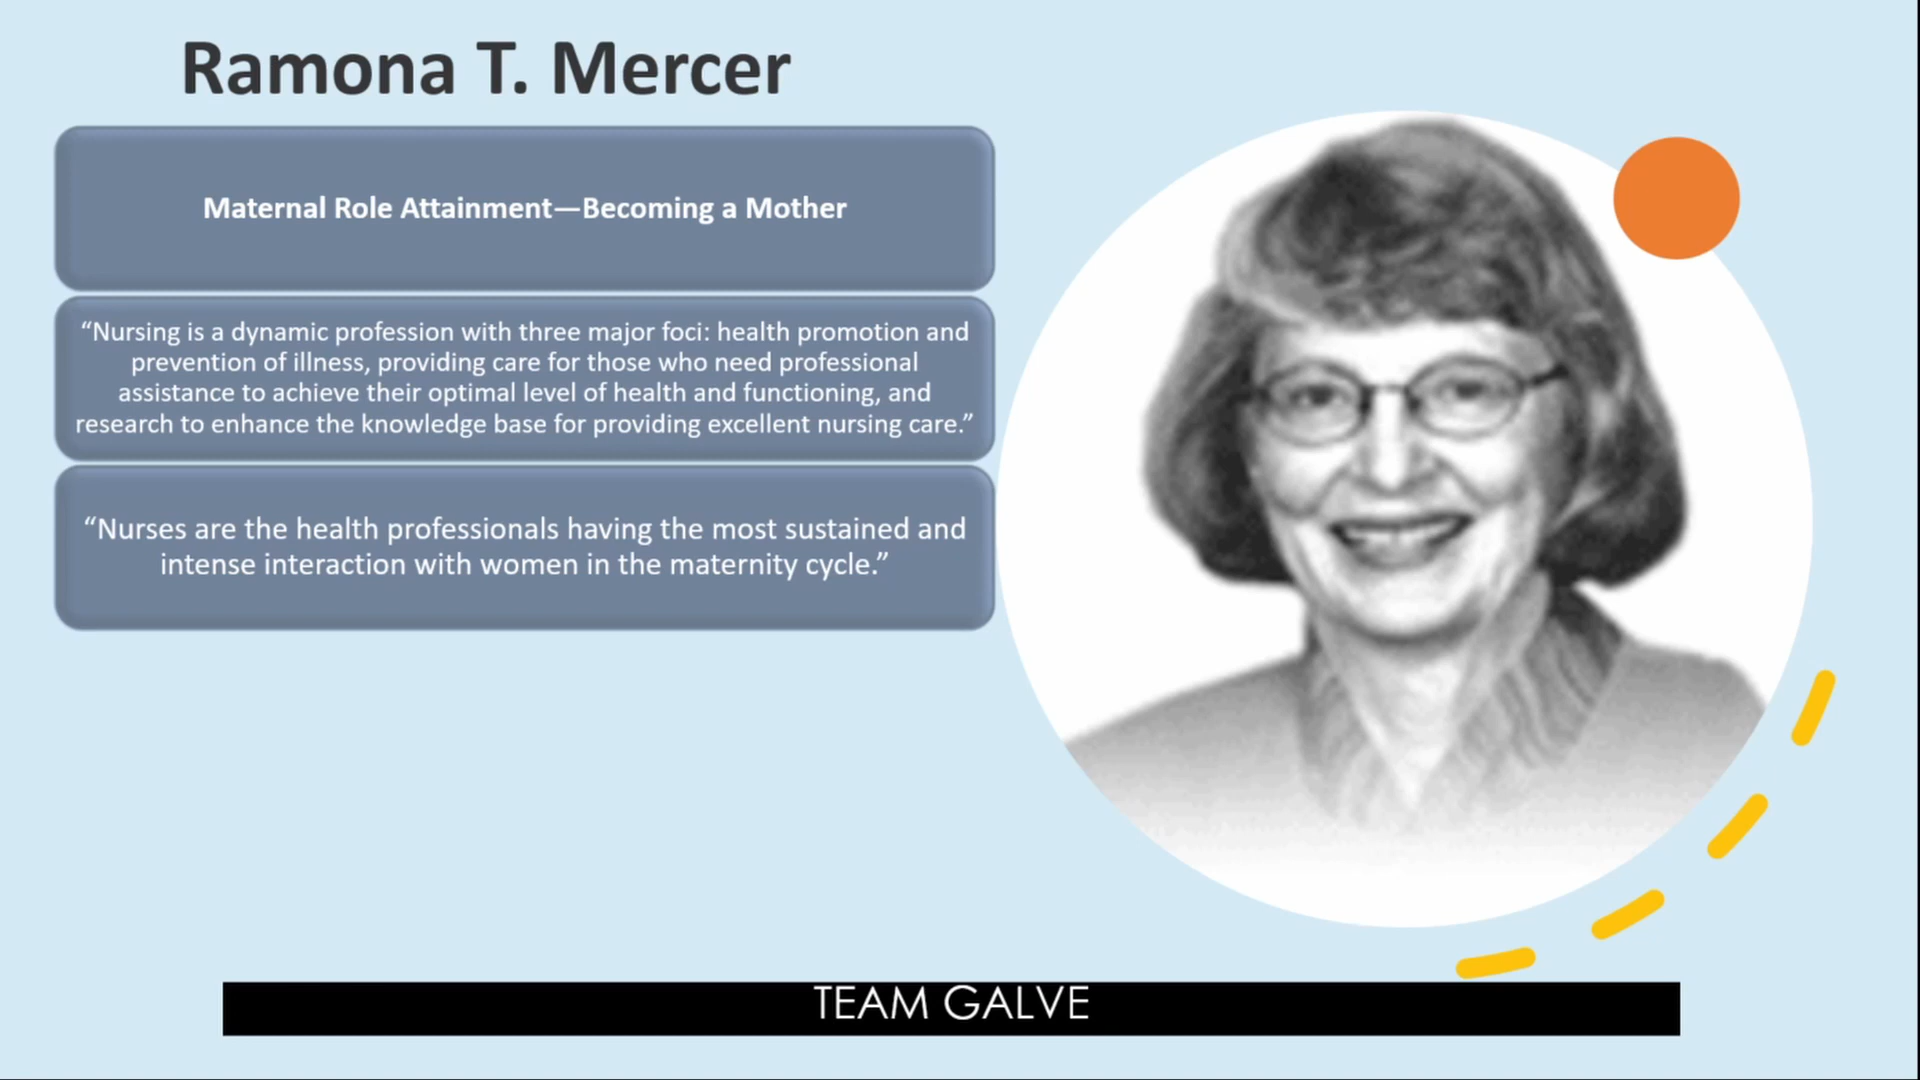 Ramona T. Mercer
Maternal Role Attainment—Becoming a Mother
“Nursing is a dynamic profession with three major foci: health promotion and
prevention of illness, providing care for those who need professional
assistance to achieve their optimal level of health and functioning, and
research to enhance the knowledge base for providing excellent nursing care.”
“Nurses are the health professionals having the most sustained and
intense interaction with women in the maternity cycle.”
TEAM GALVE